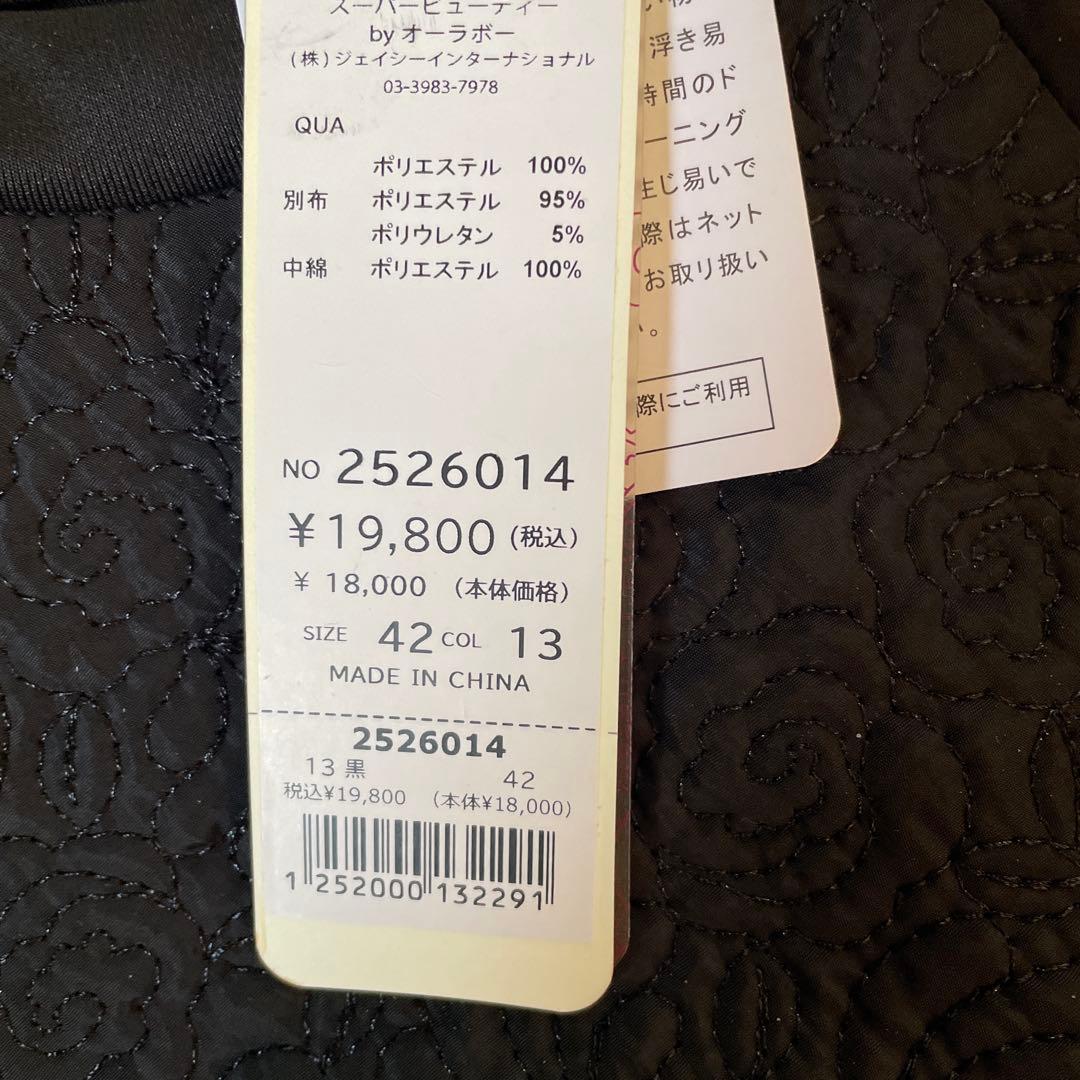 スーパービューティー
by オーラボー
(株)ジェイシーインターナショナル
03-3983-7978
QUA
ポリエステル 100%
別布 ポリエステル 95%
ポリウレタン 5%
中綿 ポリエステル 100%
NO 2526014
¥19,800 (税込)
¥ 18,000 (本体価格)
SIZE 42 COL 13
MADE IN CHINA
2526014
13 黒 42
税込¥19,800 (本体¥18,000)
1 252000 132291
浮き易
時間のド
ーニング
生じ易いで
際はネット
お取り扱い
。
際にご利用